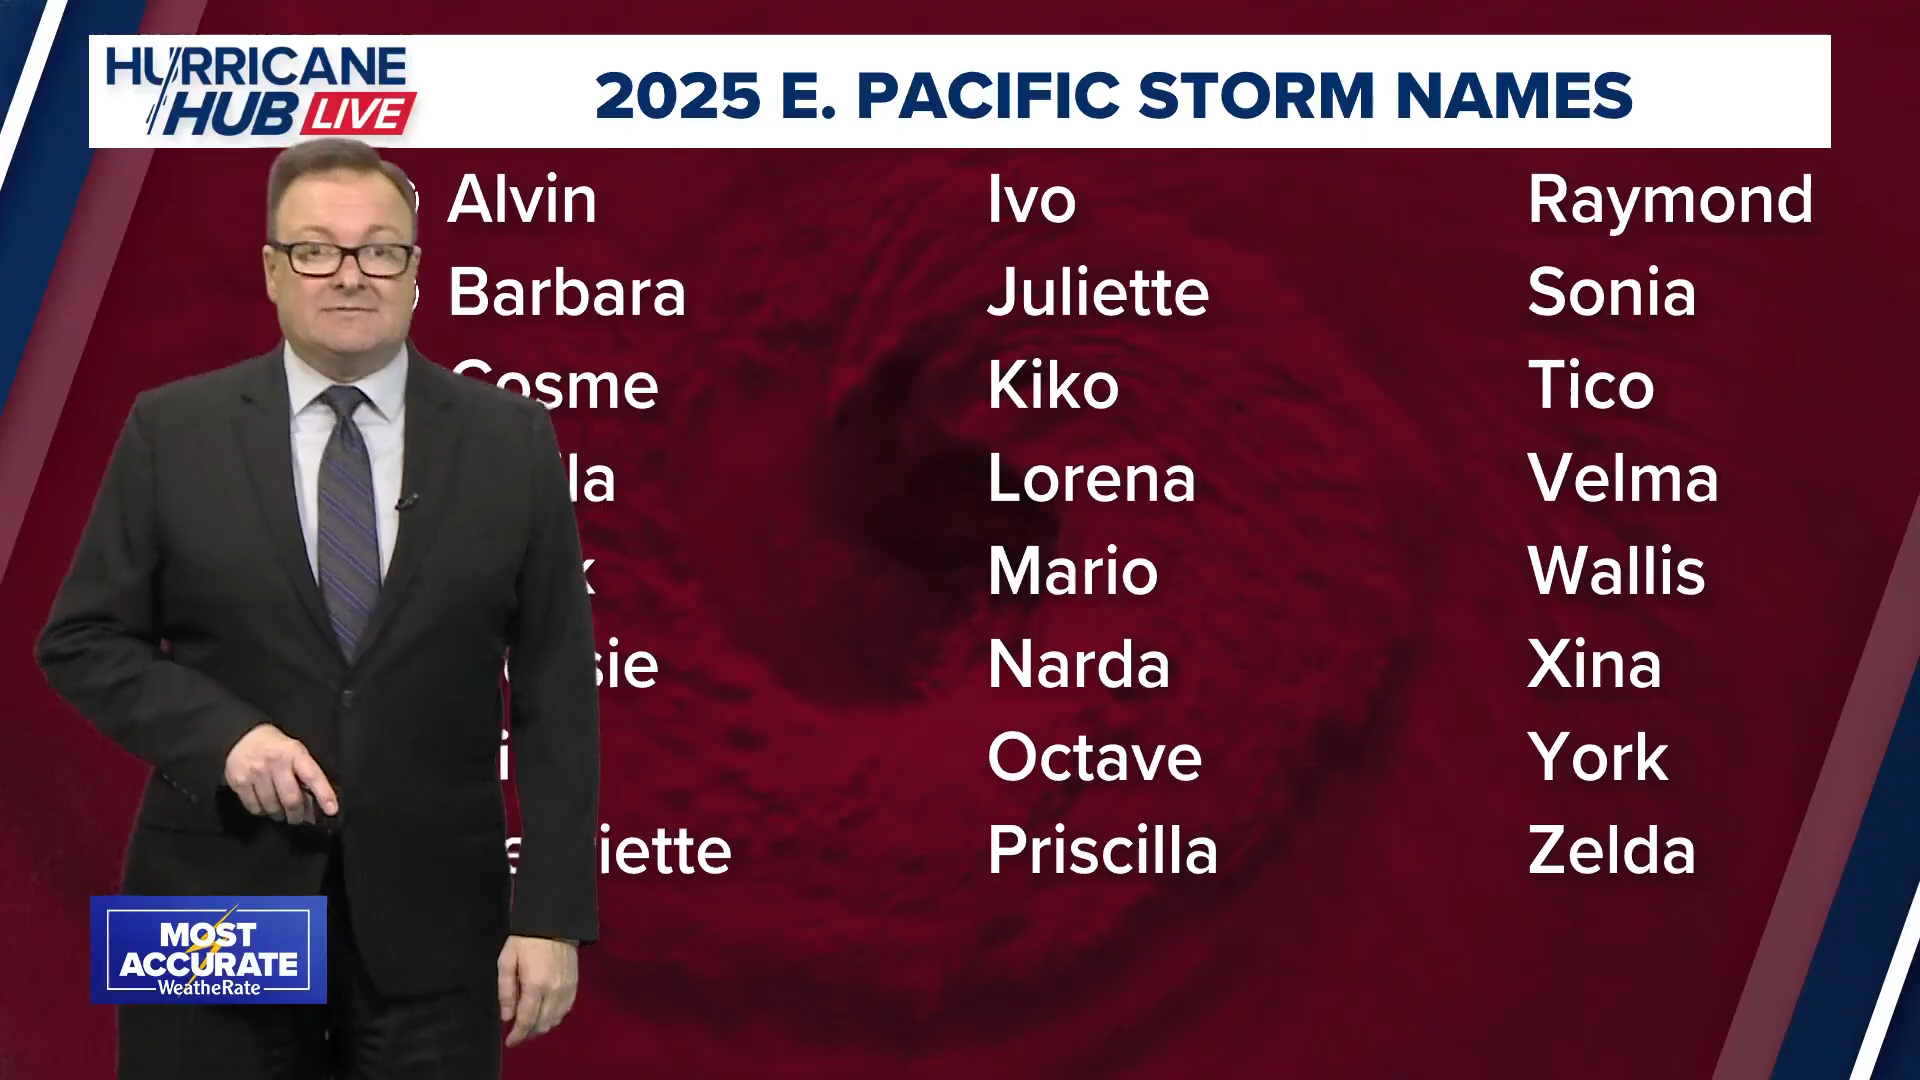 HURRICANE
HUB LIVE
2025 E. PACIFIC STORM NAMES
Alvin
Barbara
Cosme
Ivo
Juliette
Kiko
Lorena
Mario
Narda
Octave
Priscilla
Raymond
Sonia
Tico
Velma
Wallis
Xina
York
Zelda
MOST
ACCURATE
WeatheRate